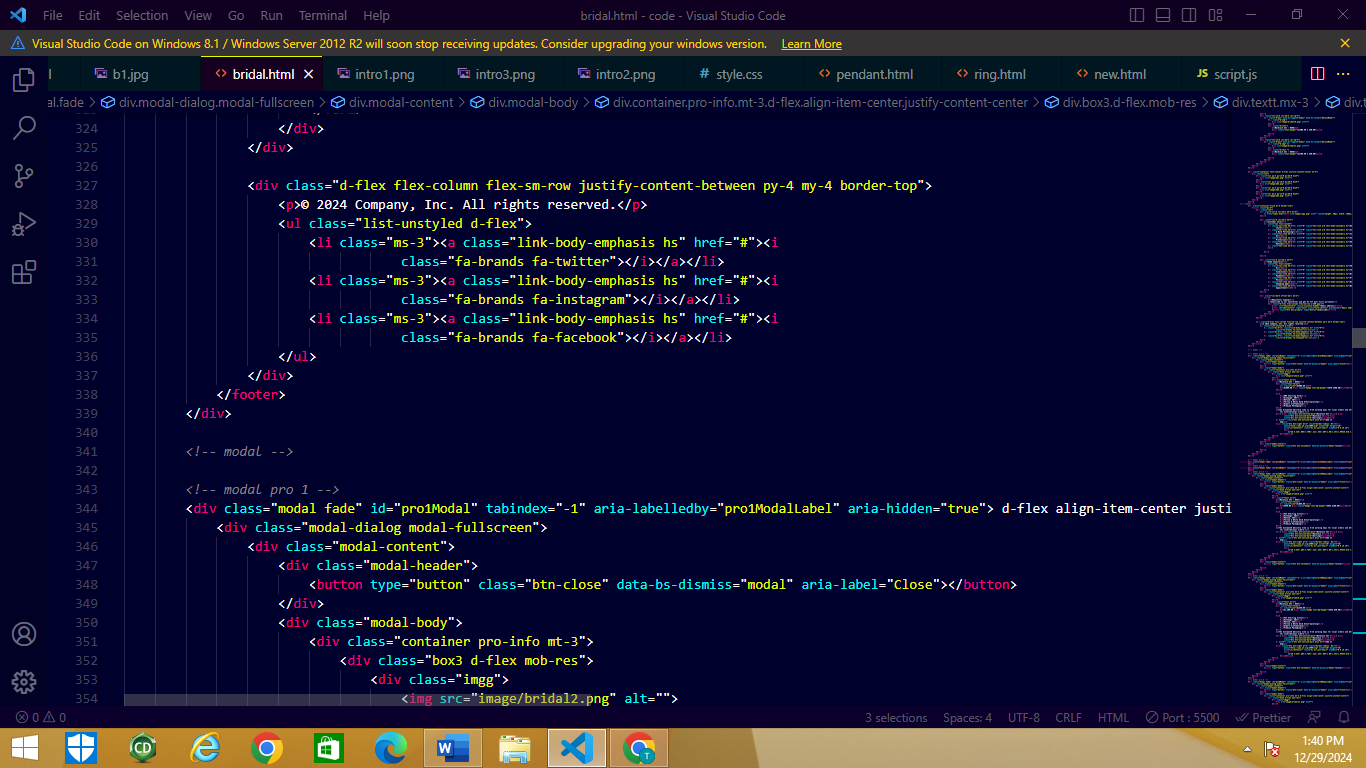 File Edit Selection View Go Run Terminal Help bridal.html - code - Visual Studio Code
Visual Studio Code on Windows 8.1 / Windows Server 2012 R2 will soon stop receiving updates. Consider upgrading your windows version. Learn More
b1.jpg bridal.html intro1.png intro3.png intro2.png # style.css pendant.html ring.html new.html JS script.js
al.fade > div.modal-dialog.modal-fullscreen > div.modal-content > div.modal-body > div.container.pro-info.mt-3.d-flex.align-item-center.justify-content-center > div.box3.d-flex.mob-res > div.textt.mx-3 >
324 </div>
325 </div>
326
327 <div class="d-flex flex-column flex-sm-row justify-content-between py-4 my-4 border-top">
328 <p>© 2024 Company, Inc. All rights reserved.</p>
329 <ul class="list-unstyled d-flex">
330 <li class="ms-3"><a class="link-body-emphasis hs" href="#"><i
331 class="fa-brands fa-twitter"></i></a></li>
332 <li class="ms-3"><a class="link-body-emphasis hs" href="#"><i
333 class="fa-brands fa-instagram"></i></a></li>
334 <li class="ms-3"><a class="link-body-emphasis hs" href="#"><i
335 class="fa-brands fa-facebook"></i></a></li>
336 </ul>
337 </div>
338 </footer>
339 </div>
340
341 <!-- modal -->
342
343 <!-- modal pro 1 -->
344 <div class="modal fade" id="pro1Modal" tabindex="-1" aria-labelledby="pro1ModalLabel" aria-hidden="true"> d-flex align-item-center justi
345 <div class="modal-dialog modal-fullscreen">
346 <div class="modal-content">
347 <div class="modal-header">
348 <button type="button" class="btn-close" data-bs-dismiss="modal" aria-label="Close"></button>
349 </div>
350 <div class="modal-body">
351 <div class="container pro-info mt-3">
352 <div class="box3 d-flex mob-res">
353 <div class="imgg">
354 <img src="image/bridal2.png" alt="">
0 0 3 selections Spaces: 4 UTF-8 CRLF HTML Port : 5500 Prettier
1:40 PM
12/29/2024